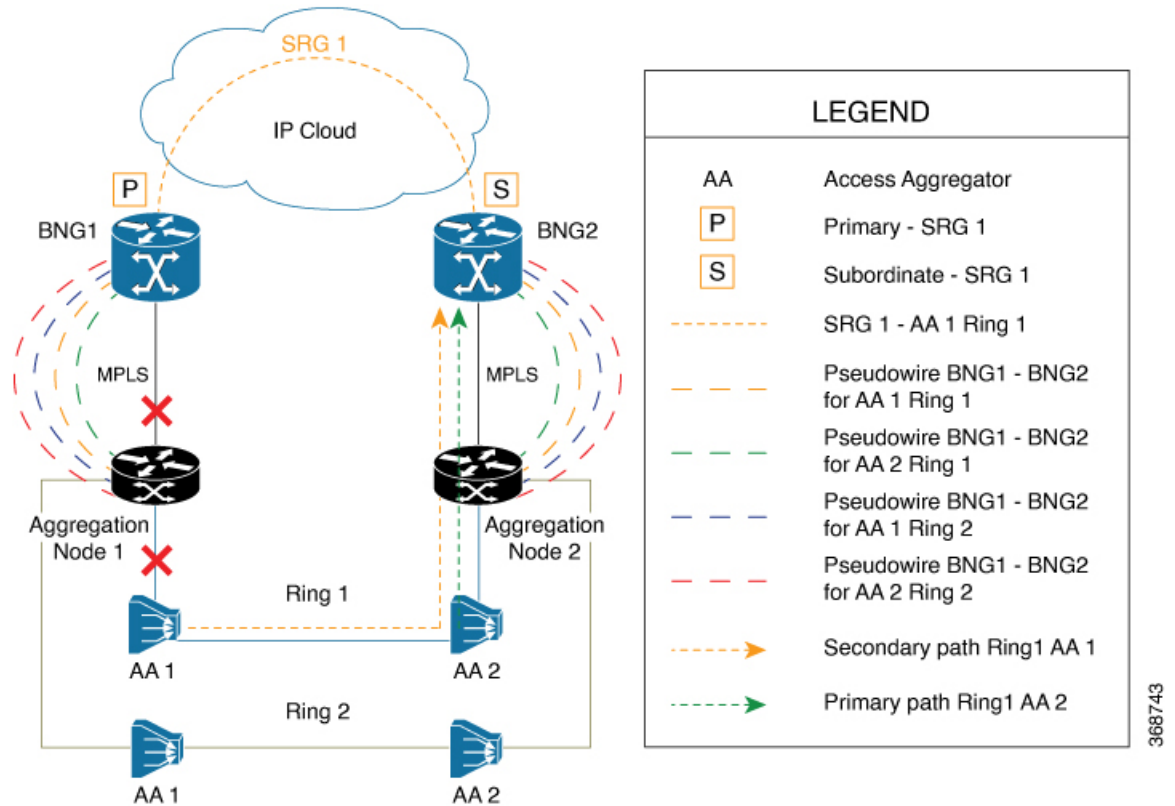 SRG 1
IP Cloud
P
S
BNG1
BNG2
MPLS
MPLS
Aggregation
Node 1
Aggregation
Node 2
Ring 1
AA 1
AA 2
Ring 2
AA 1
AA 2
LEGEND
AA Access Aggregator
P Primary - SRG 1
S Subordinate - SRG 1
SRG 1 - AA 1 Ring 1
Pseudowire BNG1 - BNG2
for AA 1 Ring 1
Pseudowire BNG1 - BNG2
for AA 2 Ring 1
Pseudowire BNG1 - BNG2
for AA 1 Ring 2
Pseudowire BNG1 - BNG2
for AA 2 Ring 2
Secondary path Ring1 AA 1
Primary path Ring1 AA 2
368743